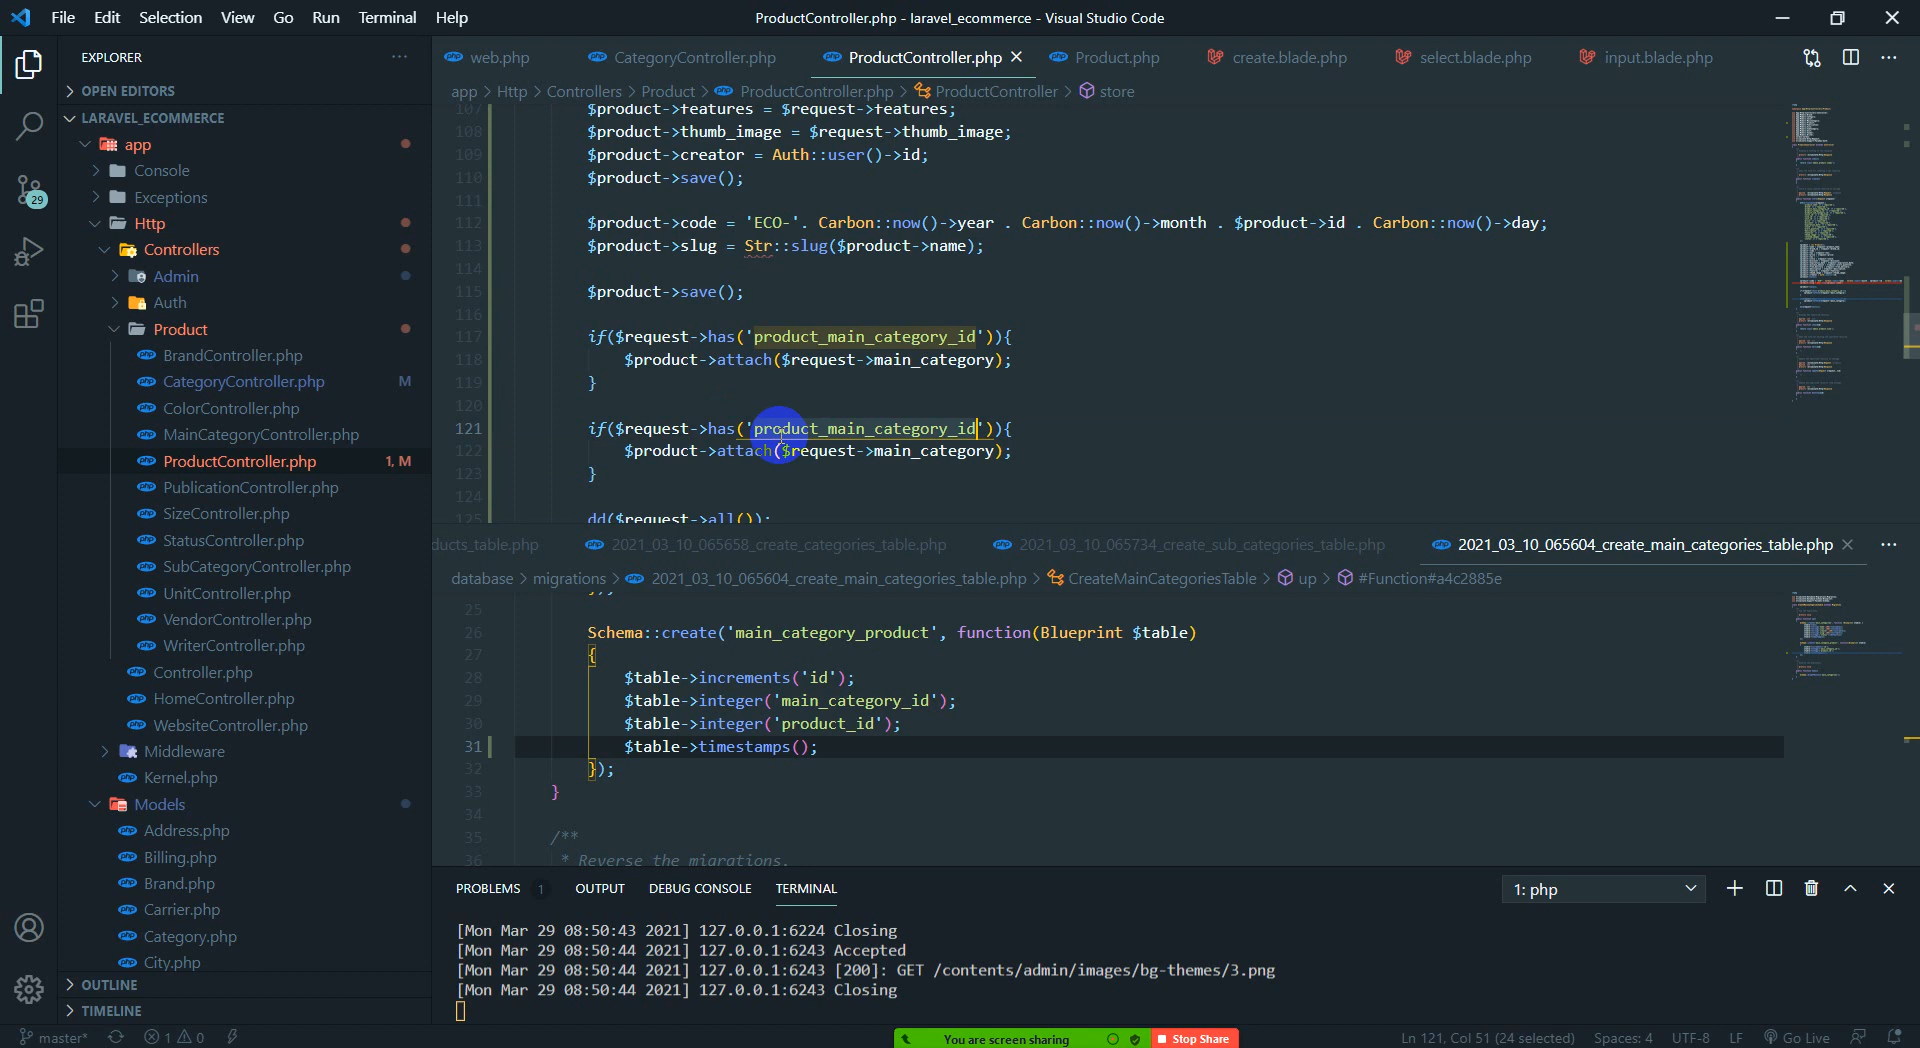 File Edit Selection View Go Run Terminal Help
ProductController.php - laravel_ecommerce - Visual Studio Code
EXPLORER
OPEN EDITORS
LARAVEL_ECOMMERCE
app
Console
Exceptions
Http
Controllers
Admin
Auth
Product
BrandController.php
CategoryController.php M
ColorController.php
MainCategoryController.php
ProductController.php 1, M
PublicationController.php
SizeController.php
StatusController.php
SubCategoryController.php
UnitController.php
VendorController.php
WriterController.php
Controller.php
HomeController.php
WebsiteController.php
Middleware
Kernel.php
Models
Address.php
Billing.php
Brand.php
Carrier.php
Category.php
City.php
OUTLINE
TIMELINE
29
web.php CategoryController.php ProductController.php Product.php create.blade.php select.blade.php input.blade.php
app > Http > Controllers > Product > ProductController.php > ProductController > store
107 $product->features = $request->features;
108 $product->thumb_image = $request->thumb_image;
109 $product->creator = Auth::user()->id;
110 $product->save();
111
112 $product->code = 'ECO-'. Carbon::now()->year . Carbon::now()->month . $product->id . Carbon::now()->day;
113 $product->slug = Str::slug($product->name);
114
115 $product->save();
116
117 if($request->has('product_main_category_id')){
118 $product->attach($request->main_category);
119 }
120
121 if($request->has('product_main_category_id')){
122 $product->attach($request->main_category);
123 }
124
125 dd($request->all());
ducts_table.php 2021_03_10_065658_create_categories_table.php 2021_03_10_065734_create_sub_categories_table.php 2021_03_10_065604_create_main_categories_table.php
database > migrations > 2021_03_10_065604_create_main_categories_table.php > CreateMainCategoriesTable > up > #Function#a4c2885e
25
26 Schema::create('main_category_product', function(Blueprint $table)
27 {
28 $table->increments('id');
29 $table->integer('main_category_id');
30 $table->integer('product_id');
31 $table->timestamps();
32 });
33 }
34
35 /**
36 * Reverse the migrations.
PROBLEMS 1 OUTPUT DEBUG CONSOLE TERMINAL
1: php
[Mon Mar 29 08:50:43 2021] 127.0.0.1:6224 Closing
[Mon Mar 29 08:50:44 2021] 127.0.0.1:6243 Accepted
[Mon Mar 29 08:50:44 2021] 127.0.0.1:6243 [200]: GET /contents/admin/images/bg-themes/3.png
[Mon Mar 29 08:50:44 2021] 127.0.0.1:6243 Closing
master* 1 0
You are screen sharing Stop Share
Ln 121, Col 51 (24 selected) Spaces: 4 UTF-8 LF Go Live